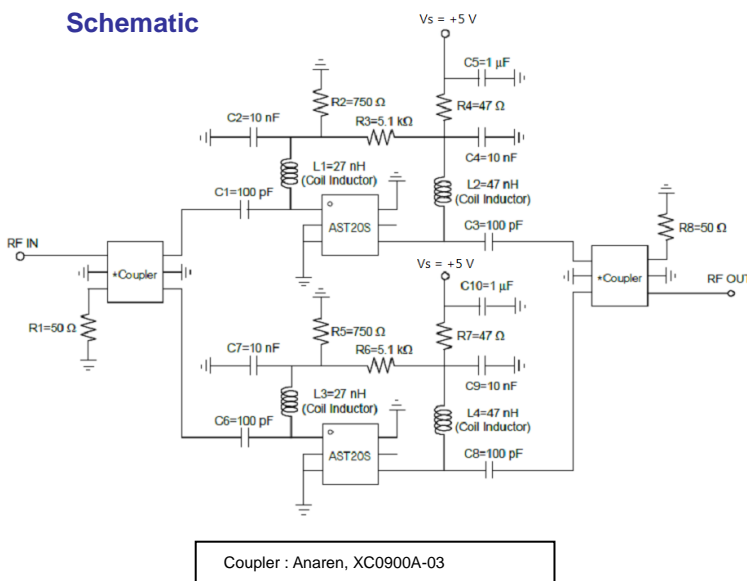 Schematic
Vs = +5 V
C5=1 µF
R2=750 Ω
R4=47 Ω
C2=10 nF
R3=5.1 kΩ
C4=10 nF
L1=27 nH
(Coil Inductor)
L2=47 nH
(Coil Inductor)
C1=100 pF
AST20S
C3=100 pF
R8=50 Ω
RF IN
*Coupler
*Coupler
RF OUT
Vs = +5 V
C10=1 µF
R1=50 Ω
R5=750 Ω
R7=47 Ω
C7=10 nF
R6=5.1 kΩ
C9=10 nF
L3=27 nH
(Coil Inductor)
L4=47 nH
(Coil Inductor)
C6=100 pF
AST20S
C8=100 pF
Coupler : Anaren, XC0900A-03